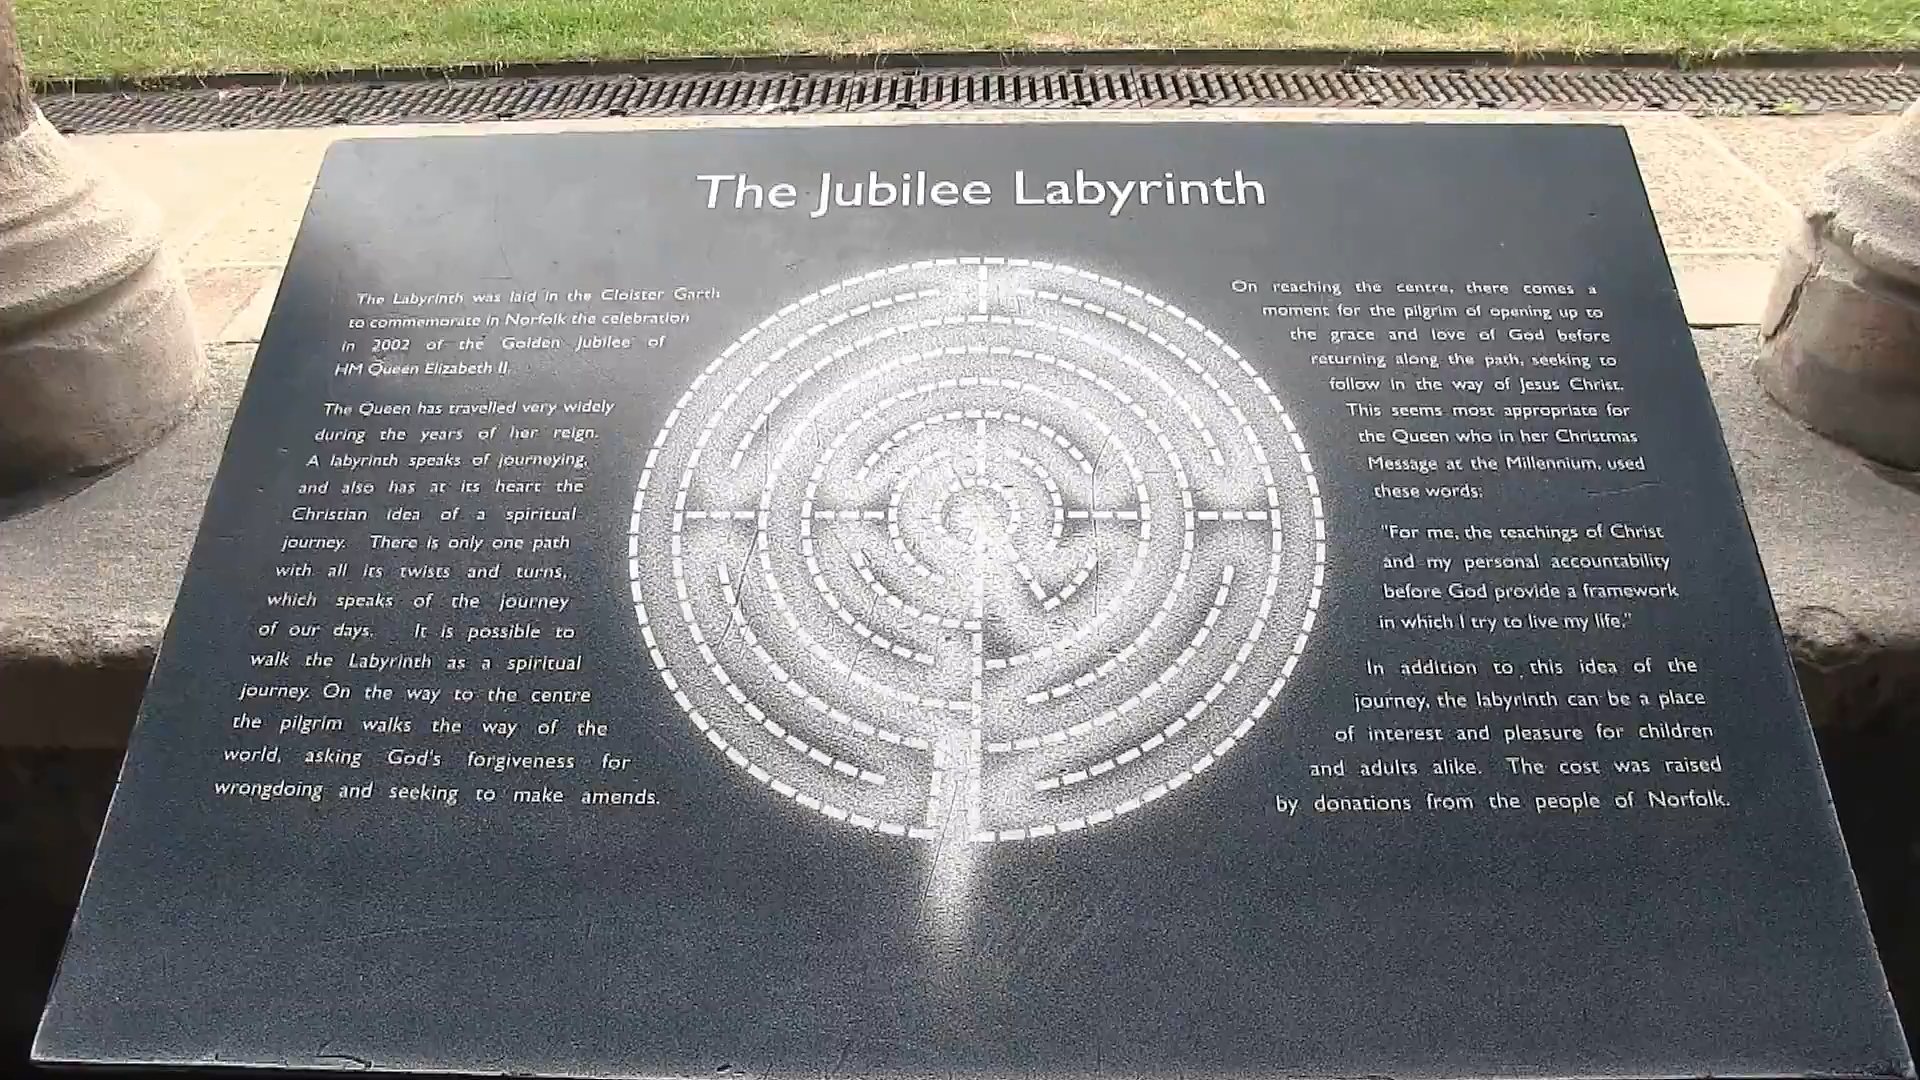 The Jubilee Labyrinth
The Labyrinth was laid in the Cloister Garth
to commemorate in Norfolk the celebration
in 2002 of the Golden Jubilee of
HM Queen Elizabeth II.
The Queen has travelled very widely
during the years of her reign.
A labyrinth speaks of journeying,
and also has at its heart the
Christian idea of a spiritual
journey. There is only one path
with all its twists and turns,
which speaks of the journey
of our days. It is possible to
walk the Labyrinth as a spiritual
journey. On the way to the centre
the pilgrim walks the way of the
world, asking God's forgiveness for
wrongdoing and seeking to make amends.
On reaching the centre, there comes a
moment for the pilgrim of opening up to
the grace and love of God before
returning along the path, seeking to
follow in the way of Jesus Christ.
This seems most appropriate for
the Queen who in her Christmas
Message at the Millennium, used
these words:
"For me, the teachings of Christ
and my personal accountability
before God provide a framework
in which I try to live my life."
In addition to this idea of the
journey, the labyrinth can be a place
of interest and pleasure for children
and adults alike. The cost was raised
by donations from the people of Norfolk.